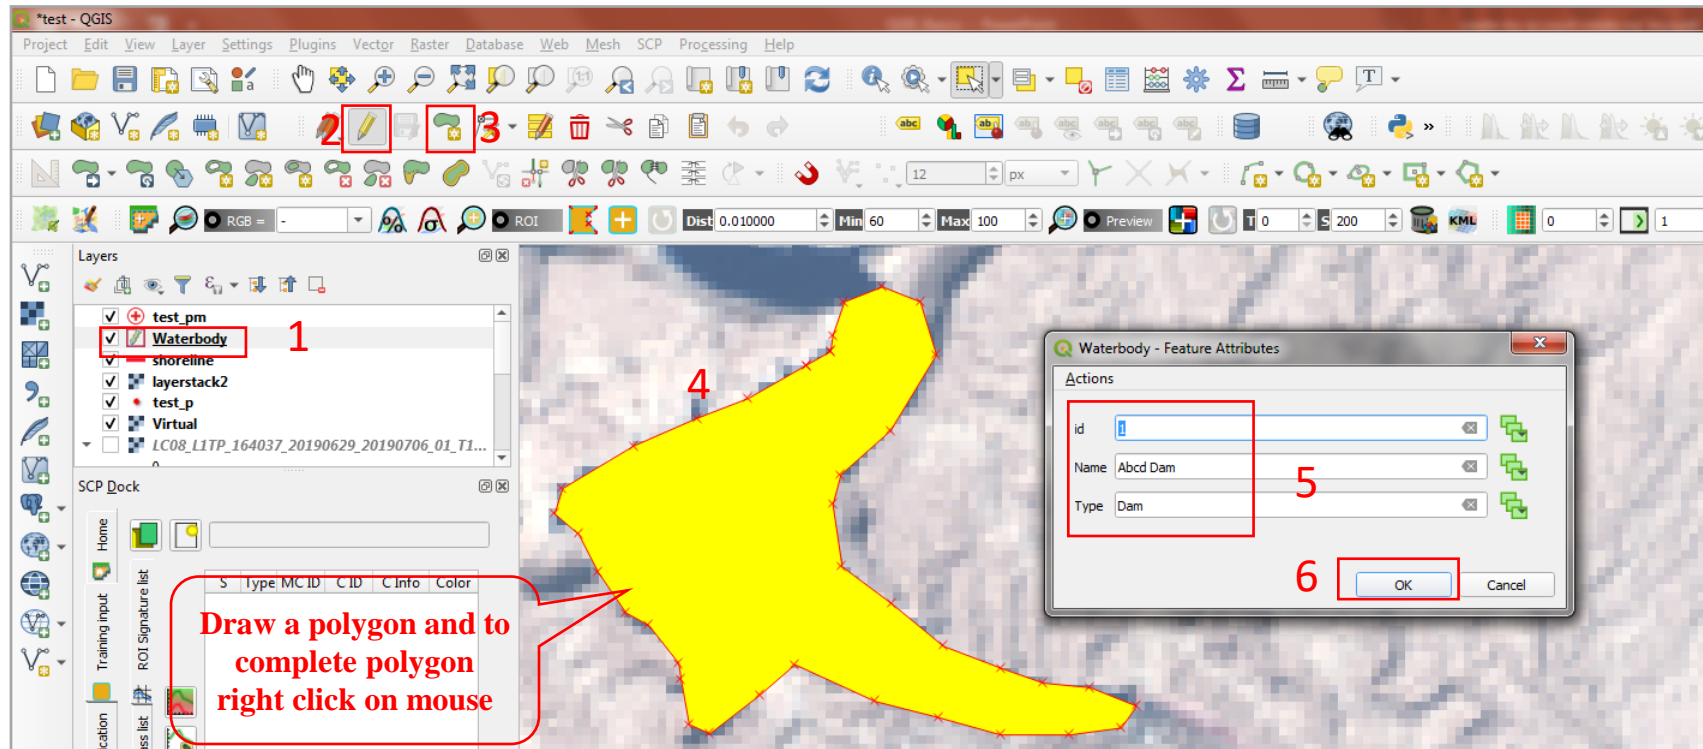 *test - QGIS
Project Edit View Layer Settings Plugins Vector Raster Database Web Mesh SCP Processing Help
2 3
abc
12 px
RGB = - ROI Dist 0.010000 Min 60 Max 100 Preview T 0 S 200 KML 0 1
Layers
test_pm
Waterbody
1
shoreline
layerstack2
test_p
Virtual
LC08_L1TP_164037_20190629_20190706_01_T1...
SCP Dock
Home
Training input
ROI Signature list
S Type MC ID C ID C Info Color
Draw a polygon and to
complete polygon
right click on mouse
4
Waterbody - Feature Attributes
Actions
id 1
Name Abcd Dam
Type Dam
5
6
OK Cancel